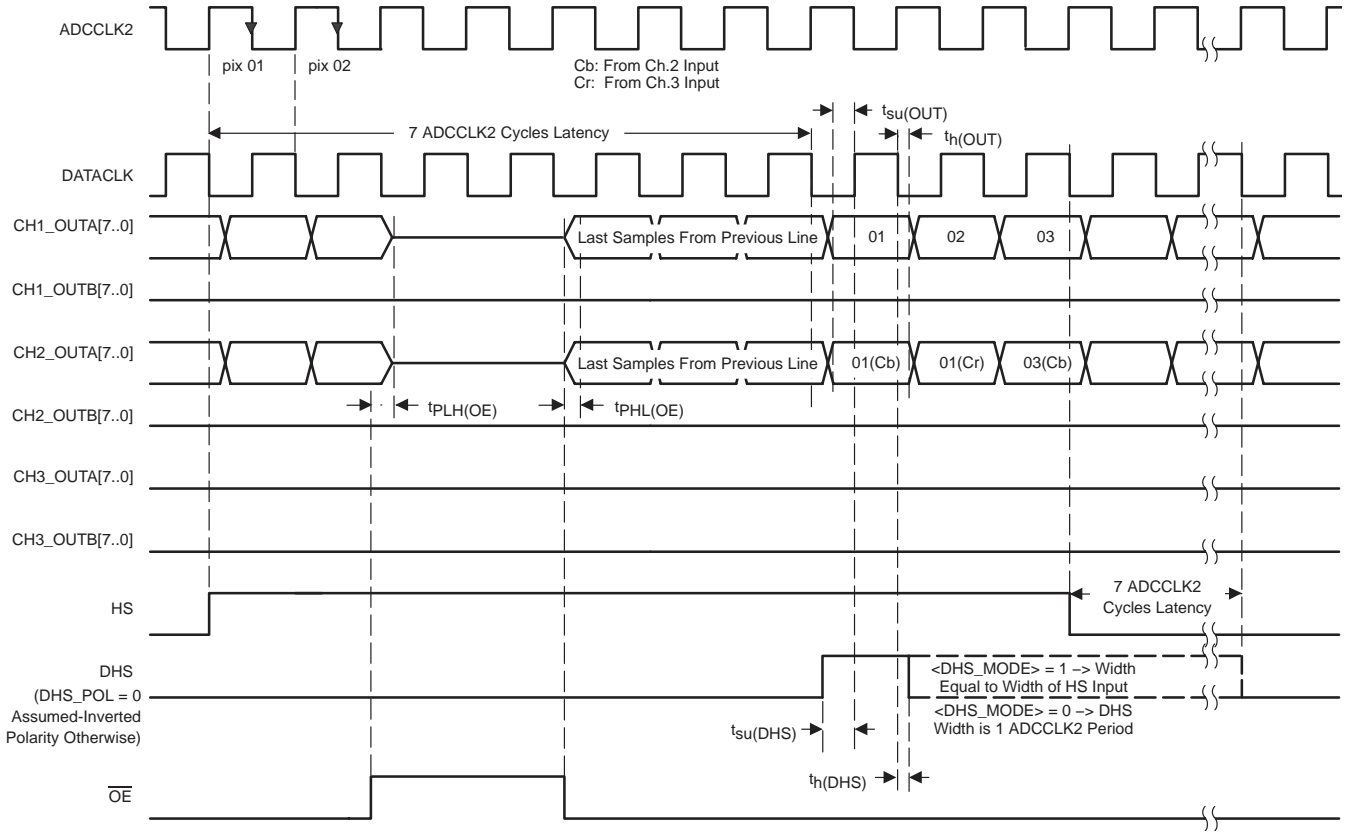 ADCCLK2
pix 01
pix 02
Cb: From Ch.2 Input
Cr: From Ch.3 Input
tsu(OUT)
7 ADCCLK2 Cycles Latency
th(OUT)
DATACLK
CH1_OUTA[7..0]
Last Samples From Previous Line
01
02
03
CH1_OUTB[7..0]
CH2_OUTA[7..0]
Last Samples From Previous Line
01(Cb)
01(Cr)
03(Cb)
tPLH(OE)
tPHL(OE)
CH2_OUTB[7..0]
CH3_OUTA[7..0]
CH3_OUTB[7..0]
HS
7 ADCCLK2
Cycles Latency
DHS
(DHS_POL = 0
Assumed-Inverted
Polarity Otherwise)
<DHS_MODE> = 1 –> Width
Equal to Width of HS Input
<DHS_MODE> = 0 –> DHS
Width is 1 ADCCLK2 Period
tsu(DHS)
th(DHS)
OE